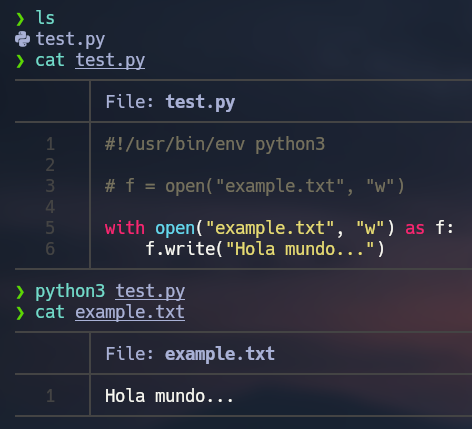 ❯ ls
test.py
❯ cat test.py
File: test.py
1 #!/usr/bin/env python3
2
3 # f = open("example.txt", "w")
4
5 with open("example.txt", "w") as f:
6     f.write("Hola mundo...")
❯ python3 test.py
❯ cat example.txt
File: example.txt
1 Hola mundo...